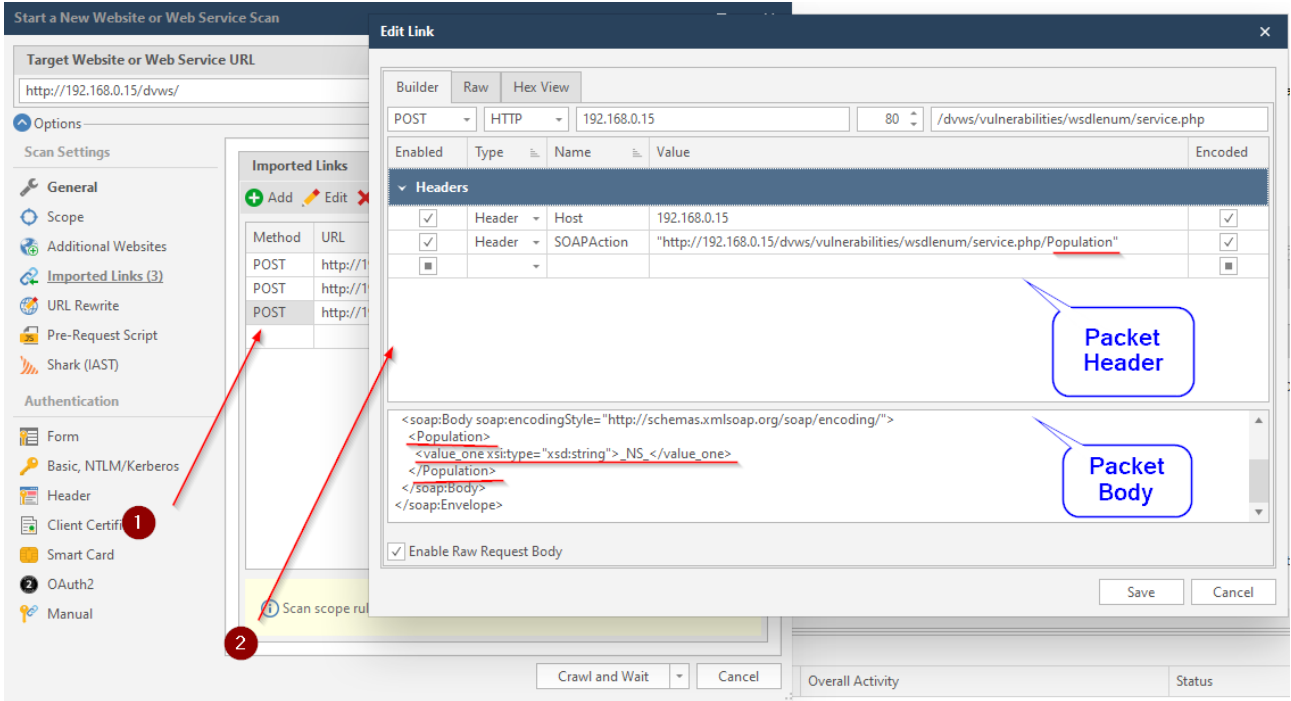 Start a New Website or Web Service Scan
Target Website or Web Service URL
http://192.168.0.15/dvws/
Options
Scan Settings
General
Scope
Additional Websites
Imported Links (3)
URL Rewrite
Pre-Request Script
Shark (IAST)
Authentication
Form
Basic, NTLM/Kerberos
Header
Client Certifi
Smart Card
OAuth2
Manual
Imported Links
Add Edit
Method URL
POST http://1
POST http://1
POST http://1
Scan scope rul
Crawl and Wait Cancel
1
2
Edit Link
Builder Raw Hex View
POST HTTP 192.168.0.15 80 /dvws/vulnerabilities/wsdlenum/service.php
Enabled Type Name Value Encoded
Headers
Header Host 192.168.0.15
Header SOAPAction "http://192.168.0.15/dvws/vulnerabilities/wsdlenum/service.php/Population"
Packet
Header
<soap:Body soap:encodingStyle="http://schemas.xmlsoap.org/soap/encoding/">
<Population>
<value_one xsi:type="xsd:string">_NS_</value_one>
</Population>
</soap:Body>
</soap:Envelope>
Packet
Body
Enable Raw Request Body
Save Cancel
Overall Activity Status